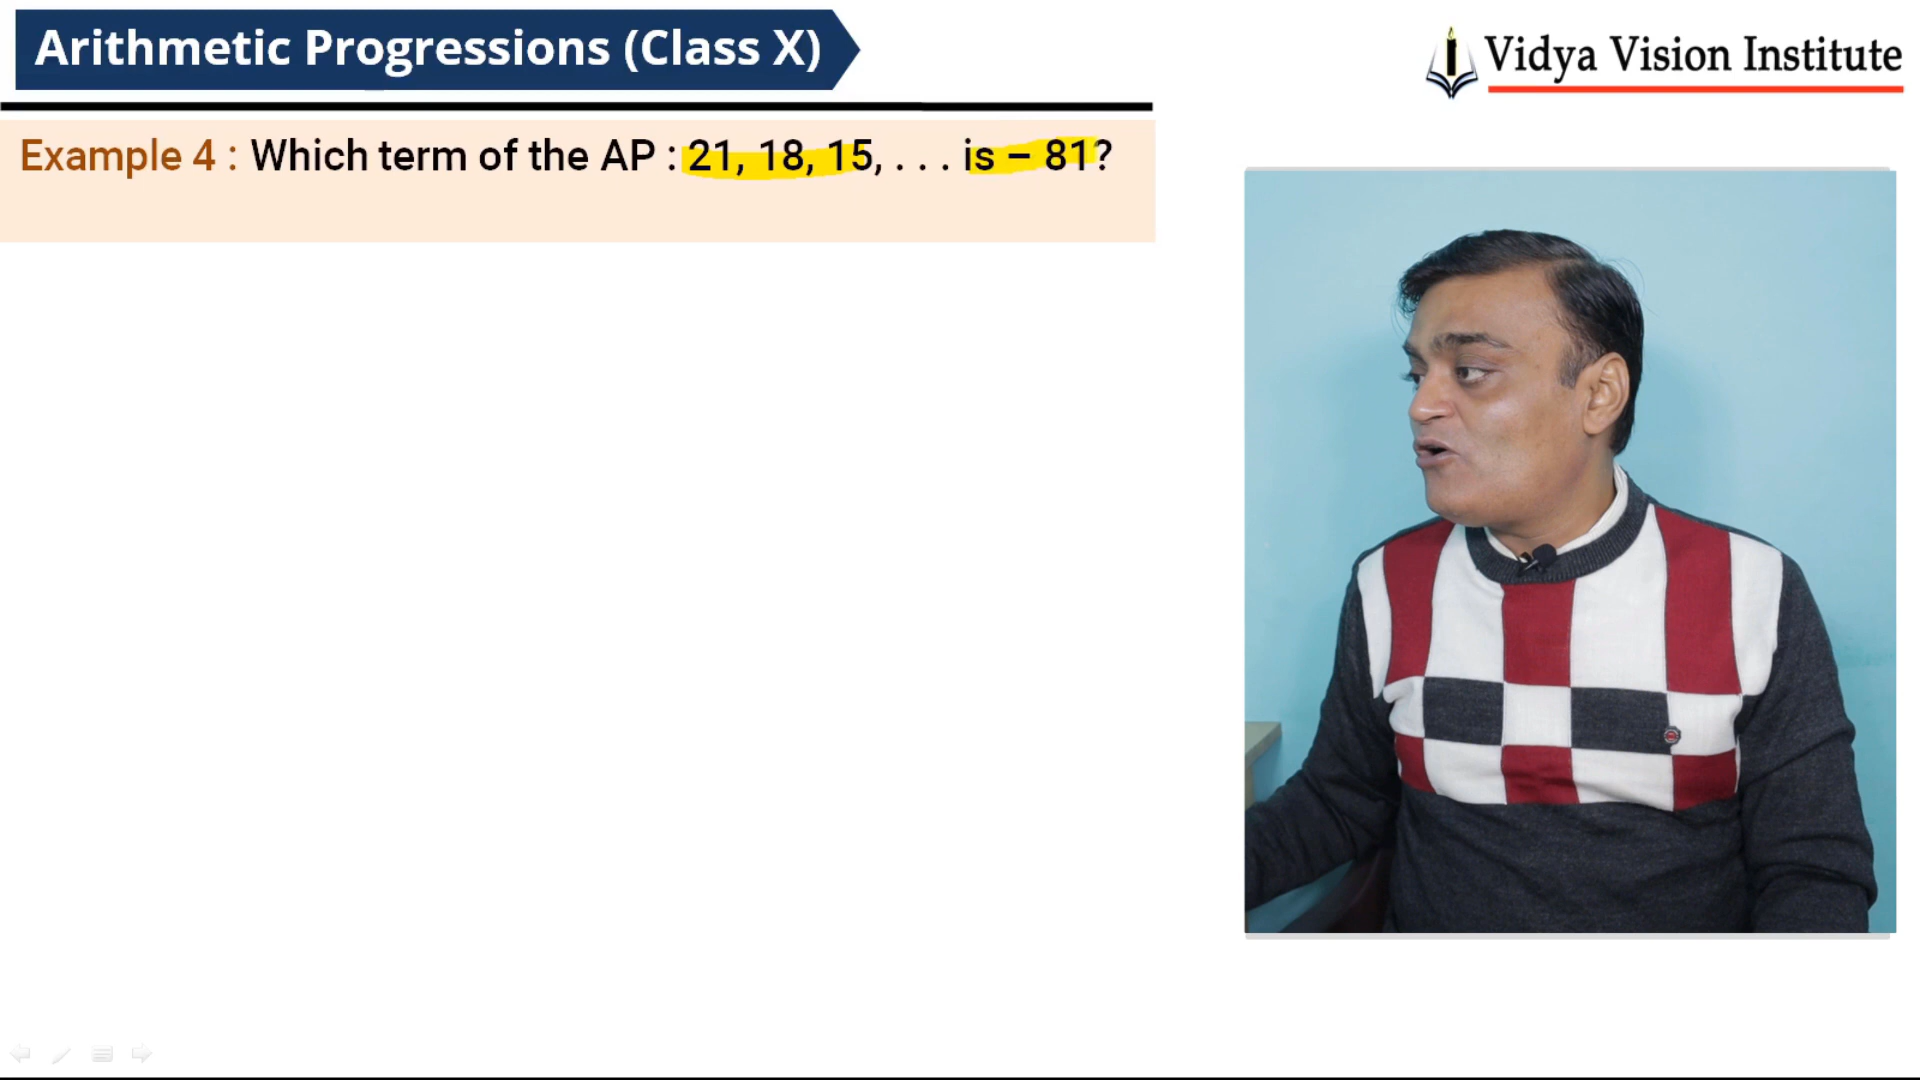 Arithmetic Progressions (Class X)
Vidya Vision Institute
Example 4 : Which term of the AP : 21, 18, 15, . . . is – 81?